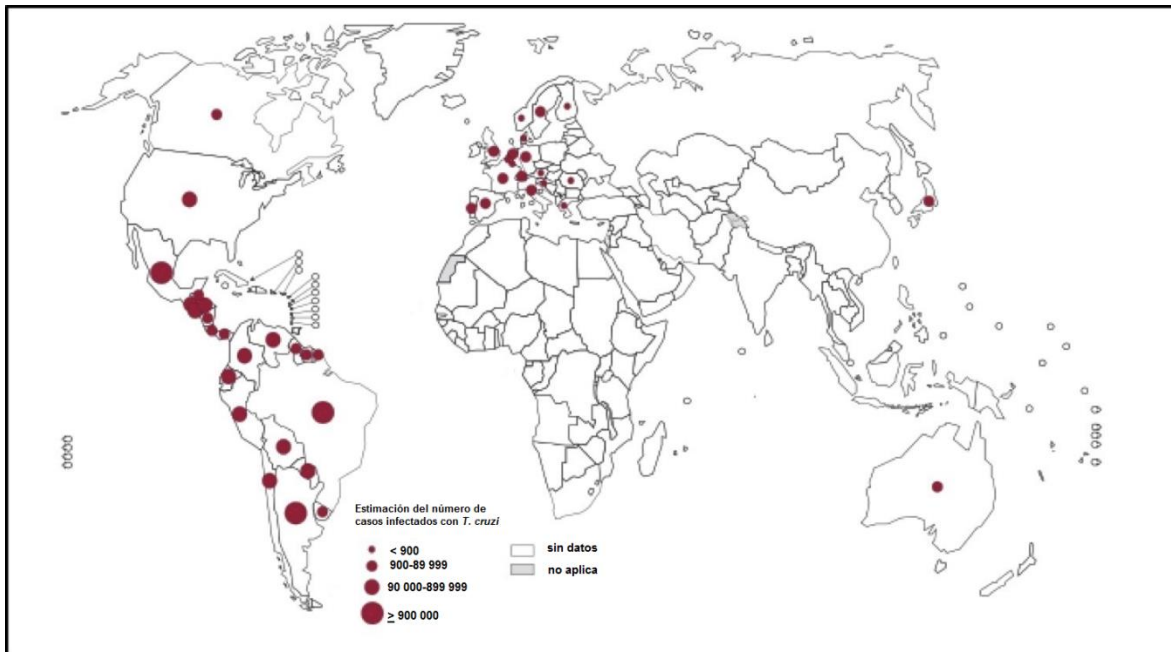 Estimación del número de
casos infectados con T. cruzi
< 900
900-89 999
90 000-899 999
≥ 900 000
sin datos
no aplica